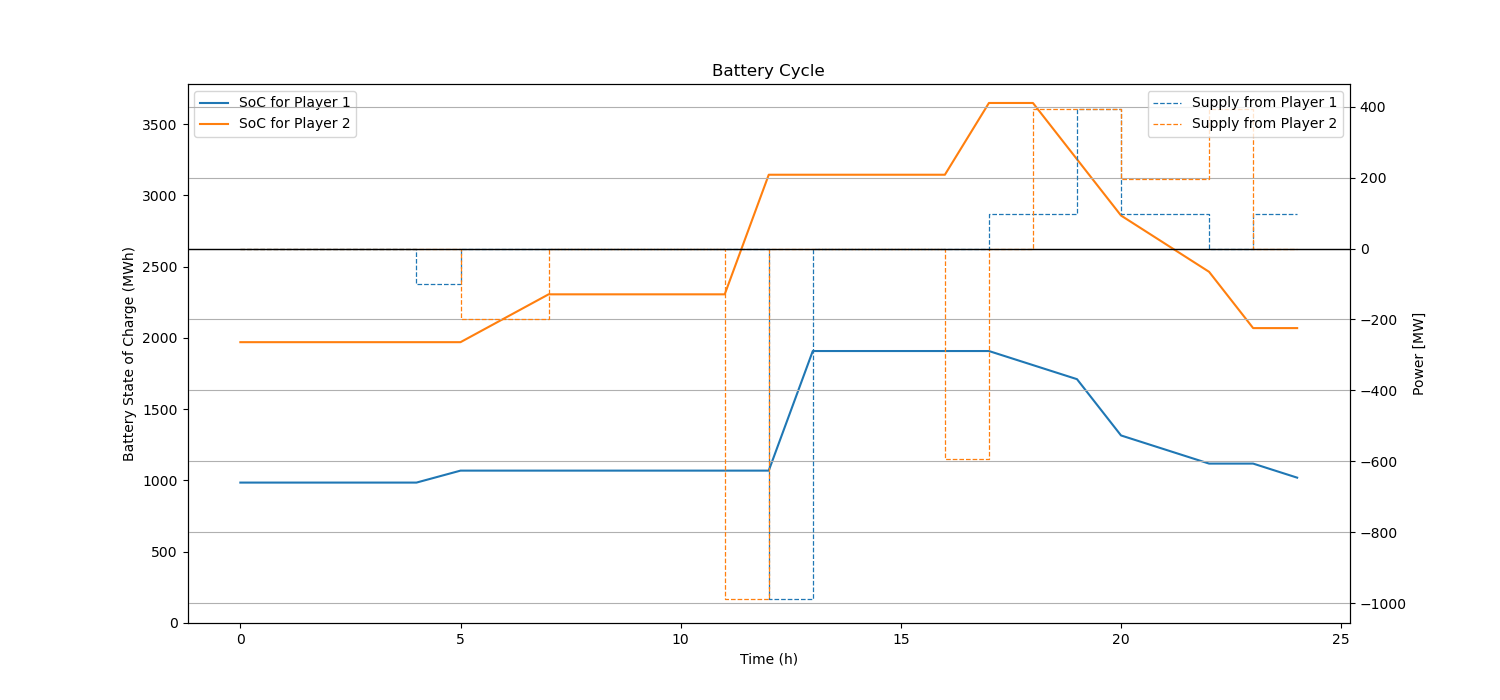 Battery Cycle
SoC for Player 1
SoC for Player 2
Supply from Player 1
Supply from Player 2
Battery State of Charge (MWh)
3500
3000
2500
2000
1500
1000
500
0
400
200
0
−200
−400
−600
−800
−1000
Power [MW]
0
5
10
15
20
25
Time (h)